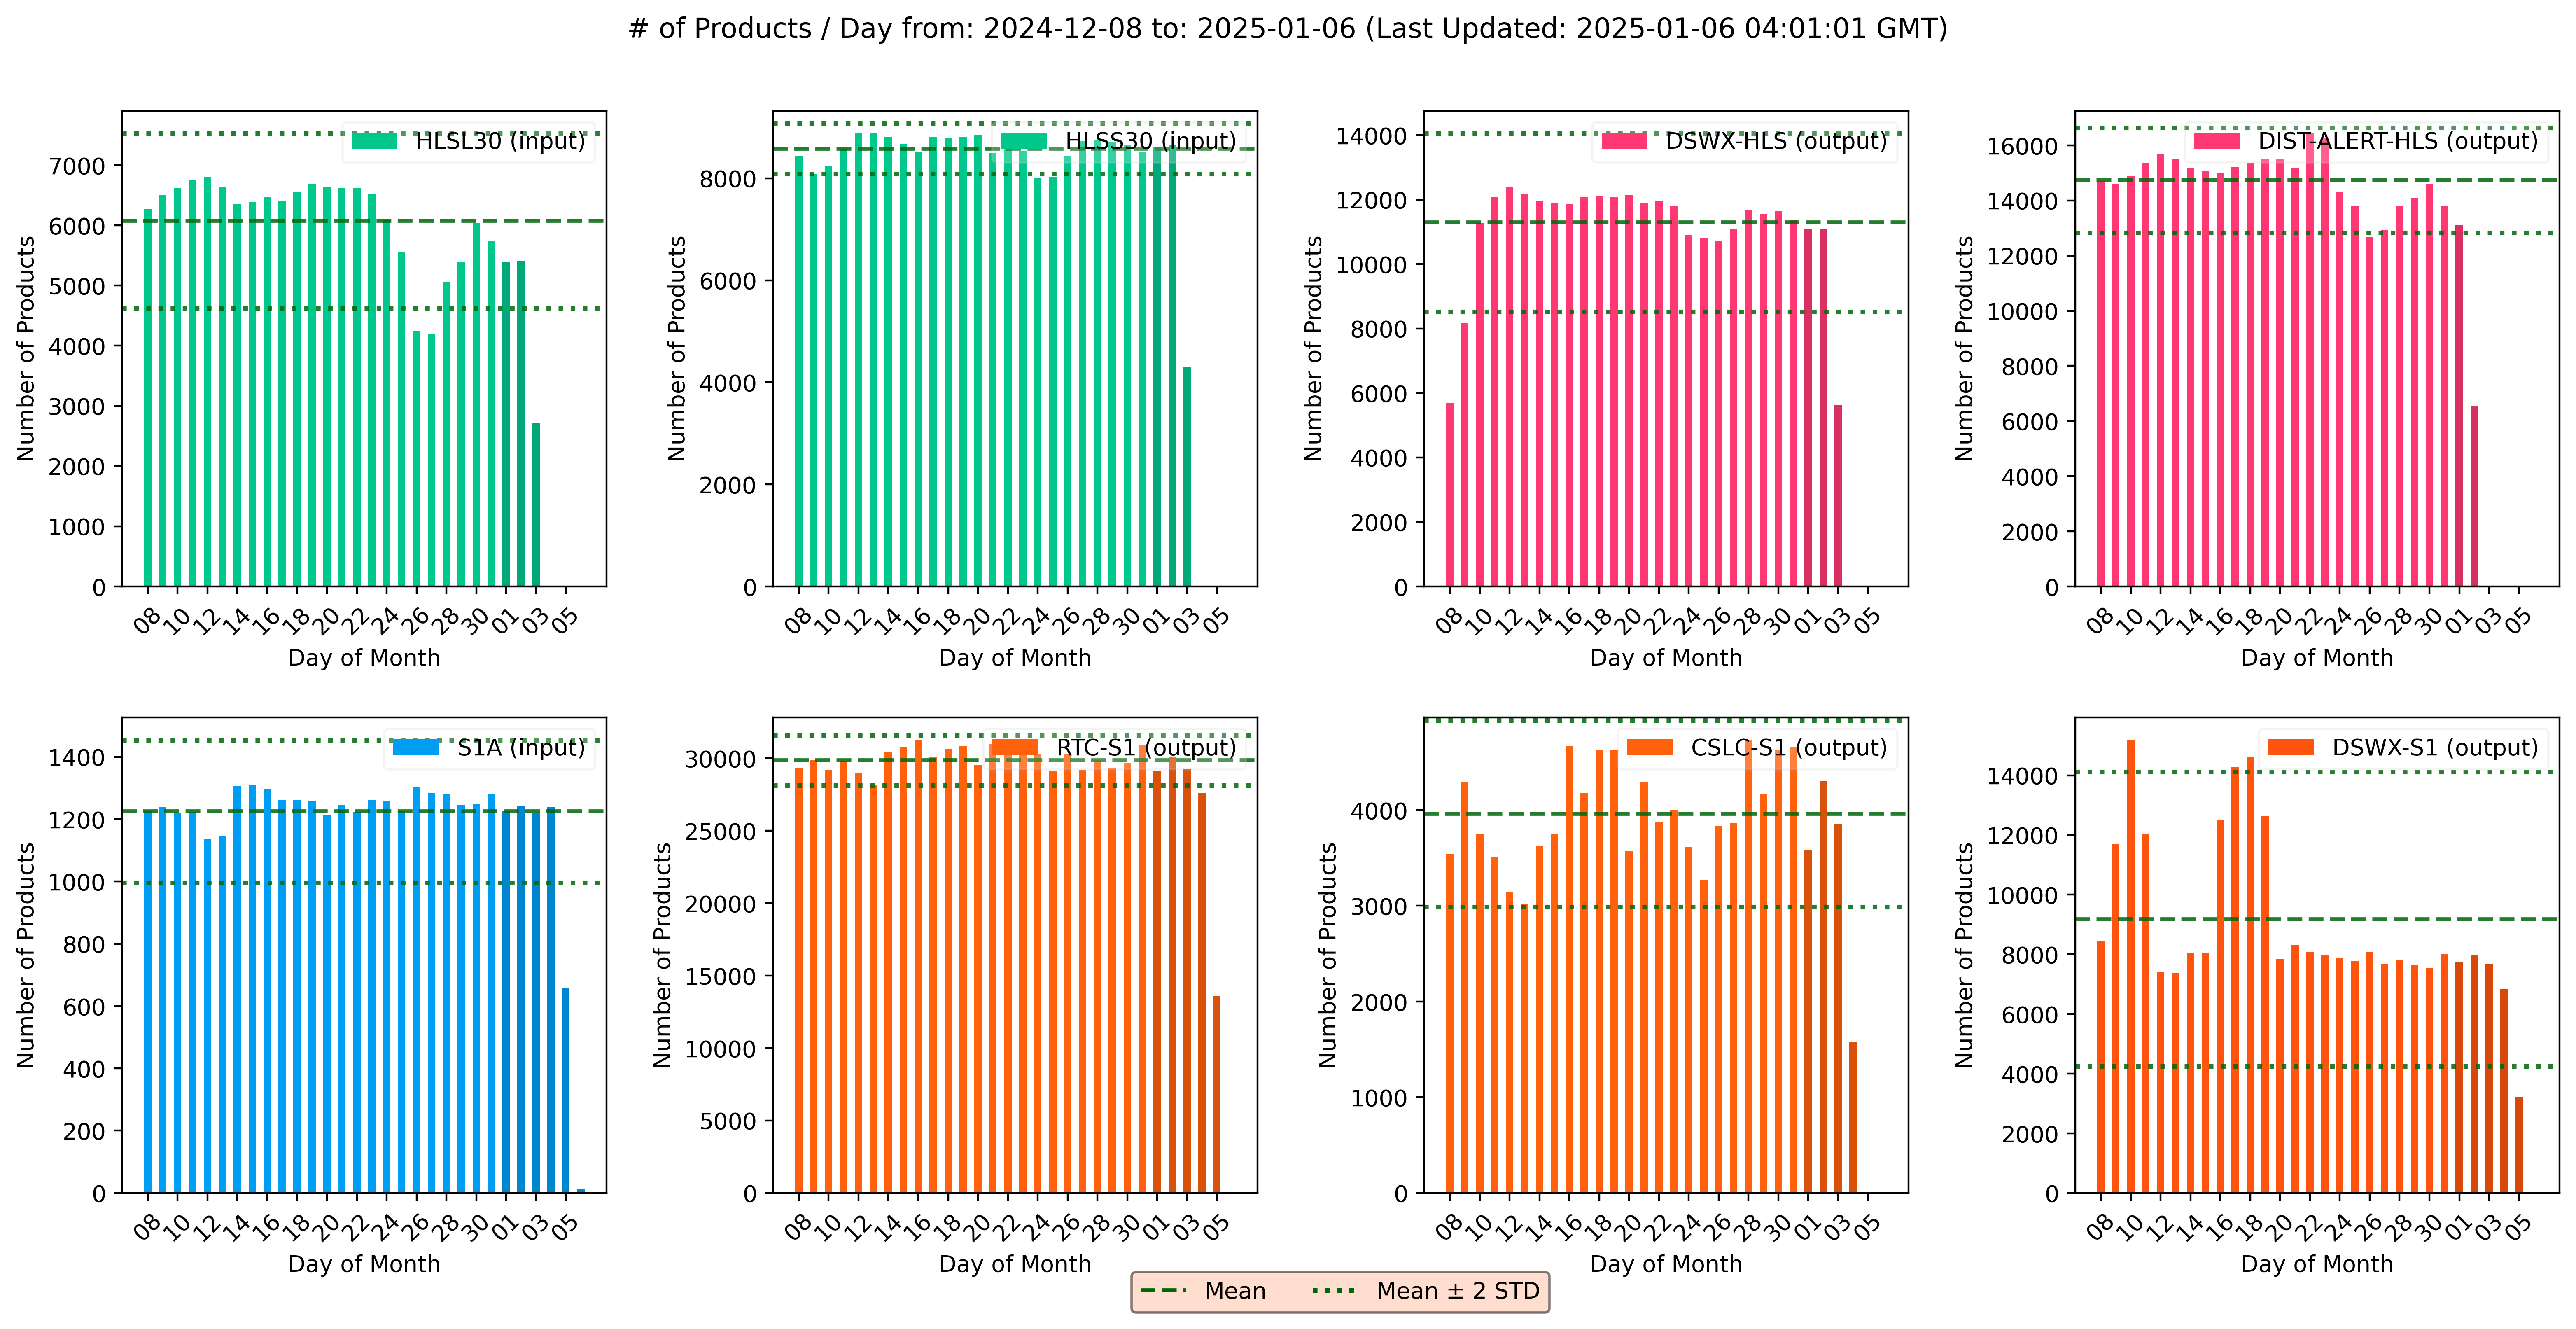 # of Products / Day from: 2024-12-08 to: 2025-01-06 (Last Updated: 2025-01-06 04:01:01 GMT)
HLSL30 (input)
Number of Products
7000
6000
5000
4000
3000
2000
1000
0
08 10 12 14 16 18 20 22 24 26 28 30 01 03 05
Day of Month
HLSS30 (input)
Number of Products
8000
6000
4000
2000
0
08 10 12 14 16 18 20 22 24 26 28 30 01 03 05
Day of Month
DSWX-HLS (output)
Number of Products
14000
12000
10000
8000
6000
4000
2000
0
08 10 12 14 16 18 20 22 24 26 28 30 01 03 05
Day of Month
DIST-ALERT-HLS (output)
Number of Products
16000
14000
12000
10000
8000
6000
4000
2000
0
08 10 12 14 16 18 20 22 24 26 28 30 01 03 05
Day of Month
S1A (input)
Number of Products
1400
1200
1000
800
600
400
200
0
08 10 12 14 16 18 20 22 24 26 28 30 01 03 05
Day of Month
RTC-S1 (output)
Number of Products
30000
25000
20000
15000
10000
5000
0
08 10 12 14 16 18 20 22 24 26 28 30 01 03 05
Day of Month
CSLC-S1 (output)
Number of Products
4000
3000
2000
1000
0
08 10 12 14 16 18 20 22 24 26 28 30 01 03 05
Day of Month
DSWX-S1 (output)
Number of Products
14000
12000
10000
8000
6000
4000
2000
0
08 10 12 14 16 18 20 22 24 26 28 30 01 03 05
Day of Month
Mean
Mean ± 2 STD